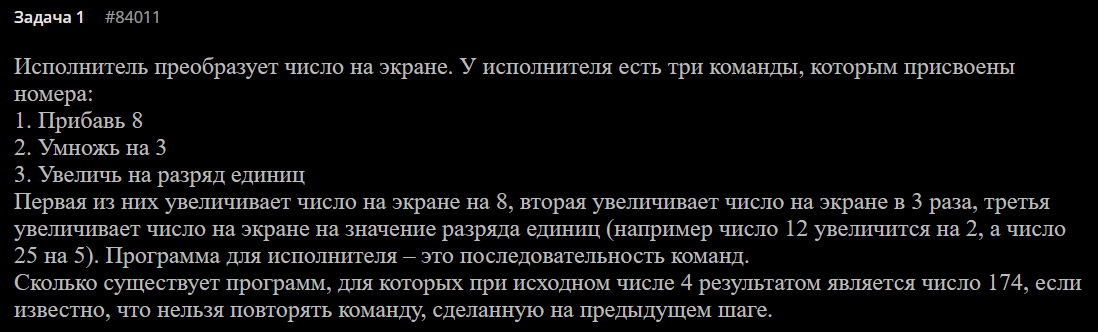 Задача 1 #84011
Исполнитель преобразует число на экране. У исполнителя есть три команды, которым присвоены
номера:
1. Прибавь 8
2. Умножь на 3
3. Увеличь на разряд единиц
Первая из них увеличивает число на экране на 8, вторая увеличивает число на экране в 3 раза, третья
увеличивает число на экране на значение разряда единиц (например число 12 увеличится на 2, а число
25 на 5). Программа для исполнителя – это последовательность команд.
Сколько существует программ, для которых при исходном числе 4 результатом является число 174, если
известно, что нельзя повторять команду, сделанную на предыдущем шаге.